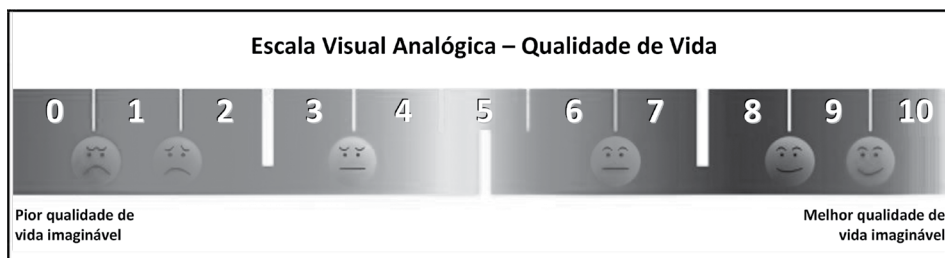 Escala Visual Analógica – Qualidade de Vida
0 1 2 3 4 5 6 7 8 9 10
Pior qualidade de
vida imaginável
Melhor qualidade de
vida imaginável